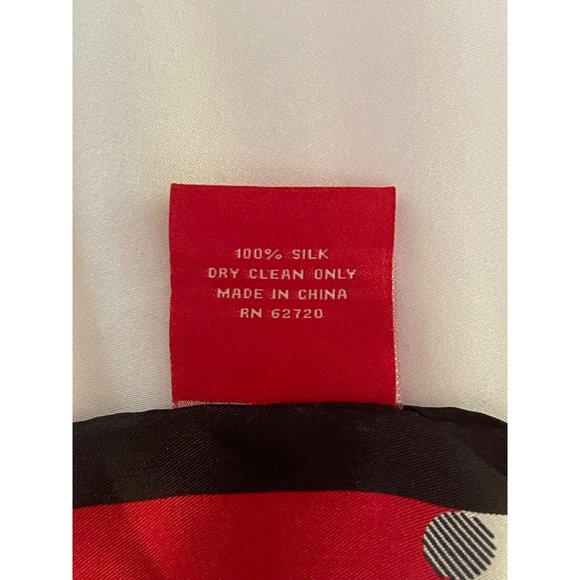 100% SILK
DRY CLEAN ONLY
MADE IN CHINA
RN 62720